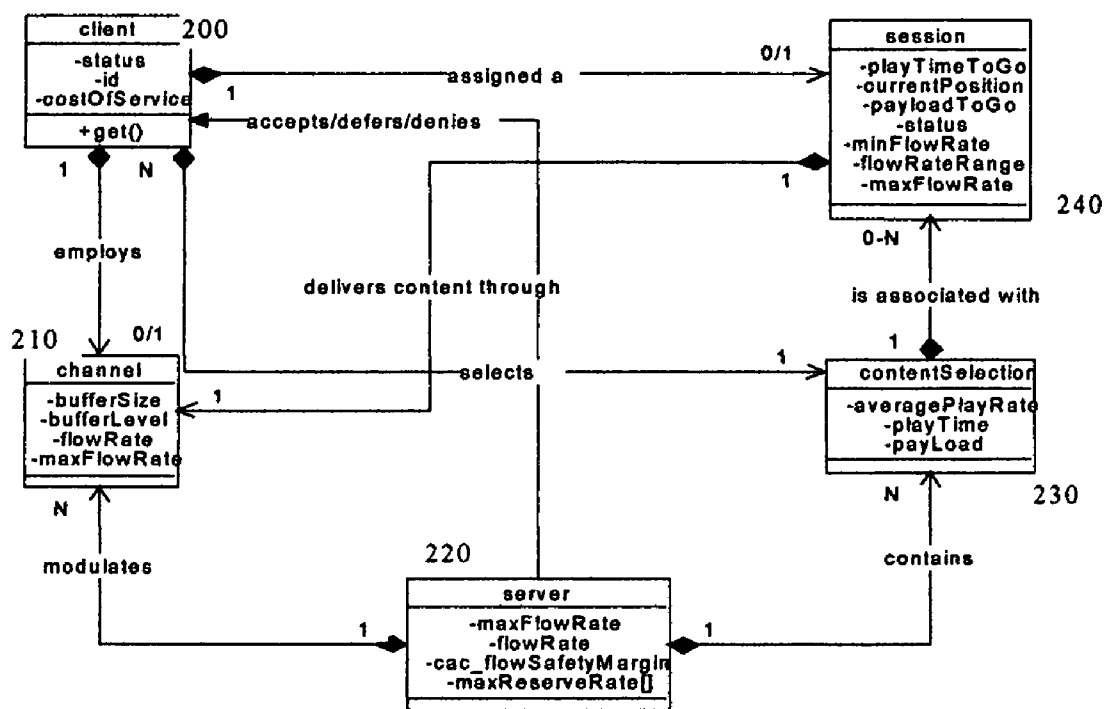 client 200
-status
-id
-costOfService
+get()
1
N
1
assigned a
0/1
accepts/defers/denies
session
-playTimeToGo
-currentPosition
-payloadToGo
-status
-minFlowRate
-flowRateRange
-maxFlowRate
240
1
0-N
employs
delivers content through
is associated with
210
0/1
channel
-bufferSize
-bufferLevel
-flowRate
-maxFlowRate
1
N
selects
1
1
contentSelection
-averagePlayRate
-playTime
-payLoad
230
N
modulates
contains
220
server
-maxFlowRate
-flowRate
-cac_flowSafetyMargin
-maxReserveRate[]
1
1